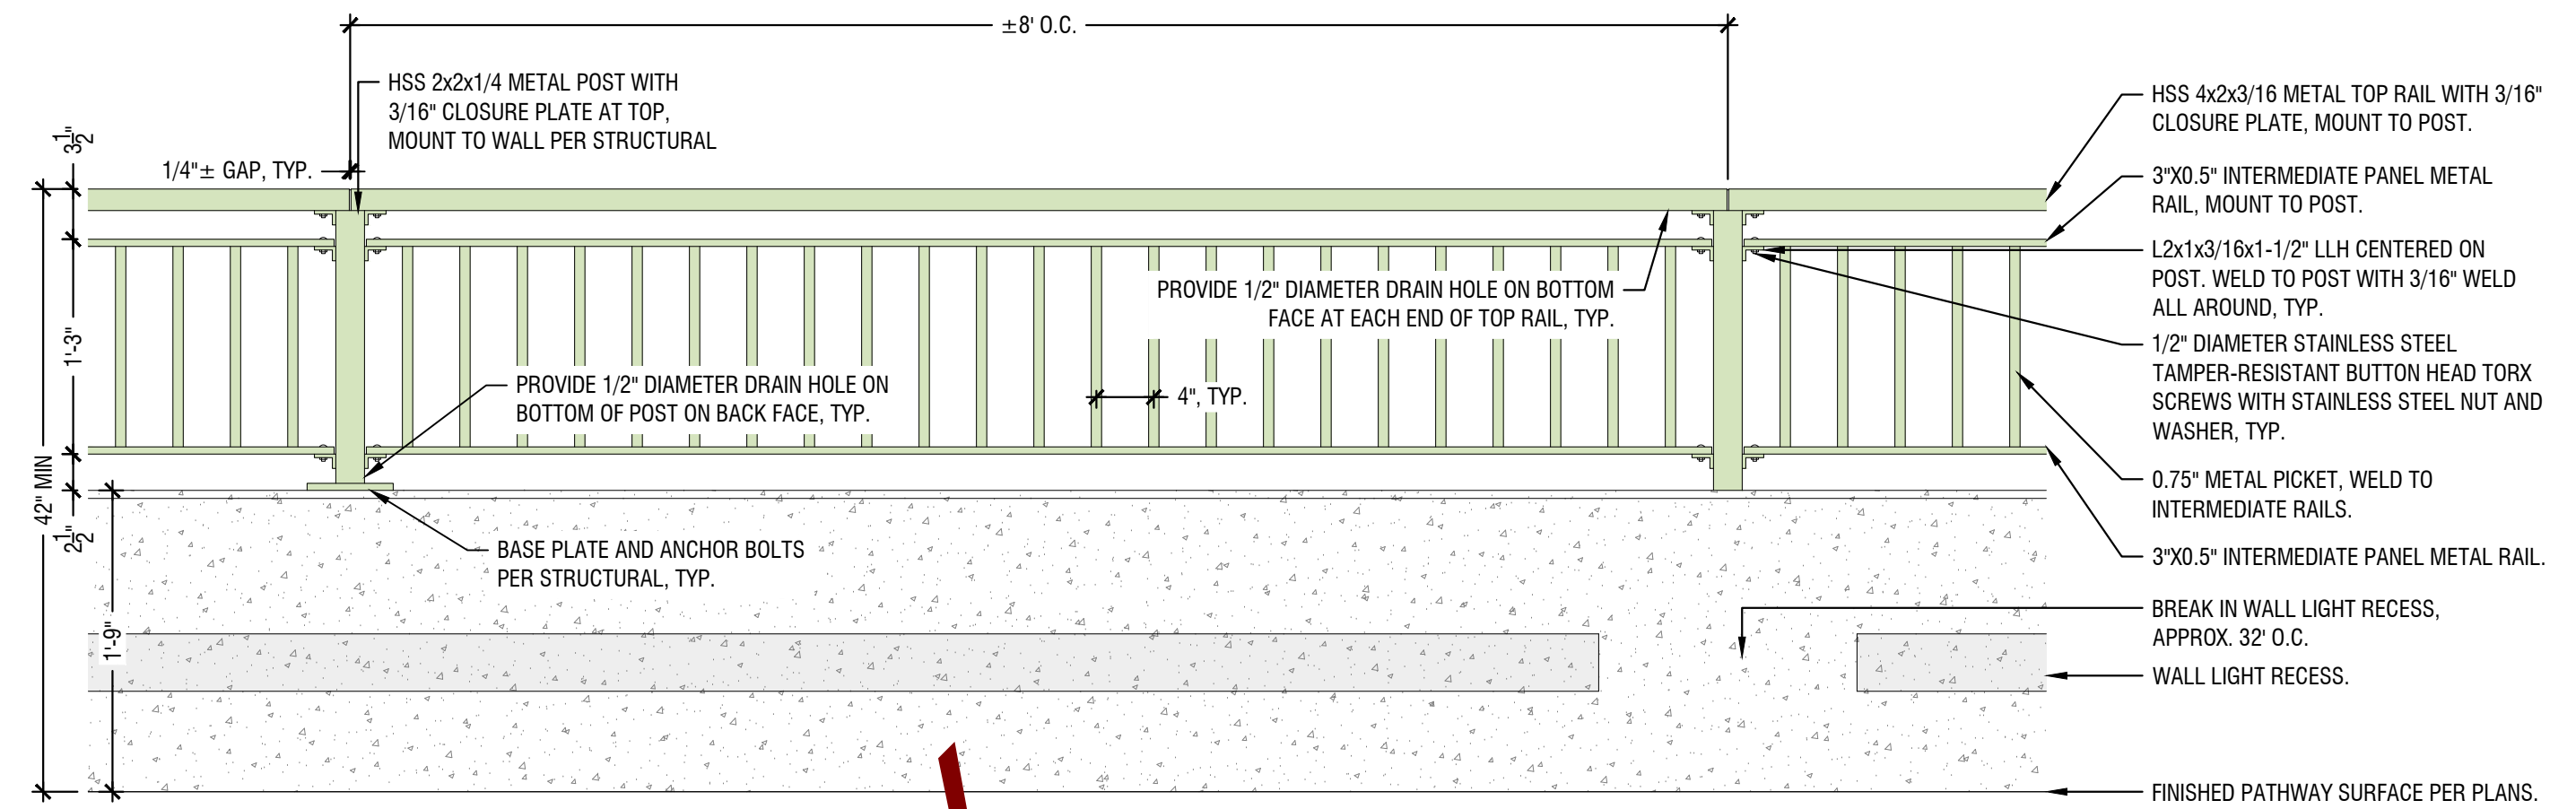 ±8' O.C.
HSS 2x2x1/4 METAL POST WITH
3/16" CLOSURE PLATE AT TOP,
MOUNT TO WALL PER STRUCTURAL
1/4"± GAP, TYP.
3 1/2"
1'-3"
42" MIN
2 1/2"
1'-9"
PROVIDE 1/2" DIAMETER DRAIN HOLE ON BOTTOM
FACE AT EACH END OF TOP RAIL, TYP.
PROVIDE 1/2" DIAMETER DRAIN HOLE ON
BOTTOM OF POST ON BACK FACE, TYP.
4", TYP.
BASE PLATE AND ANCHOR BOLTS
PER STRUCTURAL, TYP.
HSS 4x2x3/16 METAL TOP RAIL WITH 3/16"
CLOSURE PLATE, MOUNT TO POST.
3"X0.5" INTERMEDIATE PANEL METAL
RAIL, MOUNT TO POST.
L2x1x3/16x1-1/2" LLH CENTERED ON
POST. WELD TO POST WITH 3/16" WELD
ALL AROUND, TYP.
1/2" DIAMETER STAINLESS STEEL
TAMPER-RESISTANT BUTTON HEAD TORX
SCREWS WITH STAINLESS STEEL NUT AND
WASHER, TYP.
0.75" METAL PICKET, WELD TO
INTERMEDIATE RAILS.
3"X0.5" INTERMEDIATE PANEL METAL RAIL.
BREAK IN WALL LIGHT RECESS,
APPROX. 32' O.C.
WALL LIGHT RECESS.
FINISHED PATHWAY SURFACE PER PLANS.